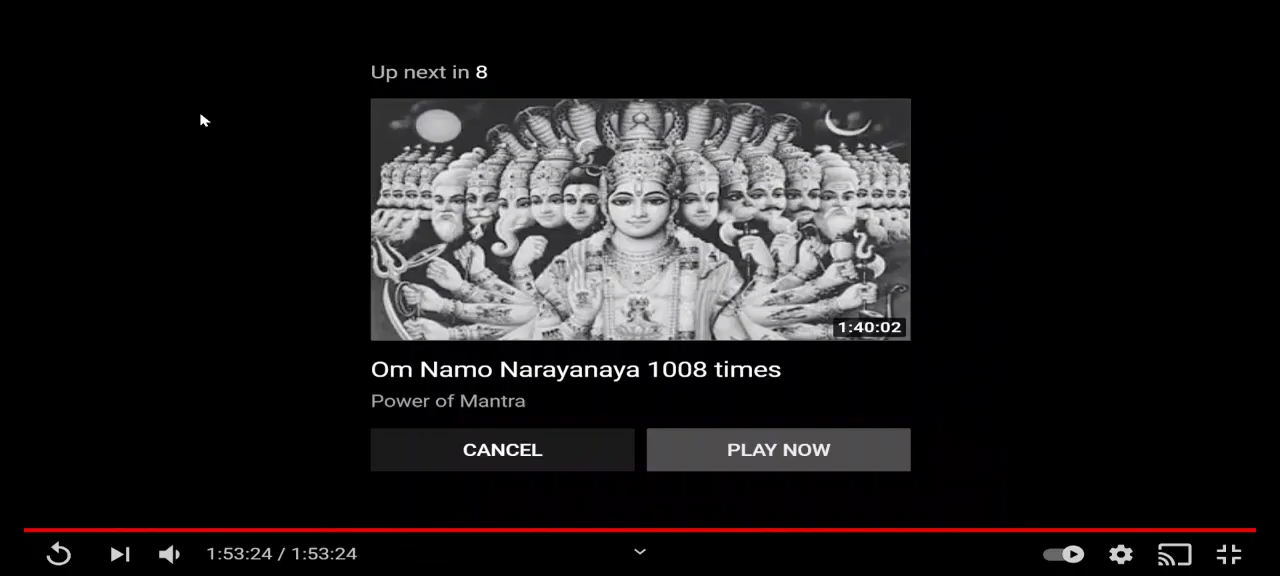 Up next in 8
1:40:02
Om Namo Narayanaya 1008 times
Power of Mantra
CANCEL
PLAY NOW
1:53:24 / 1:53:24